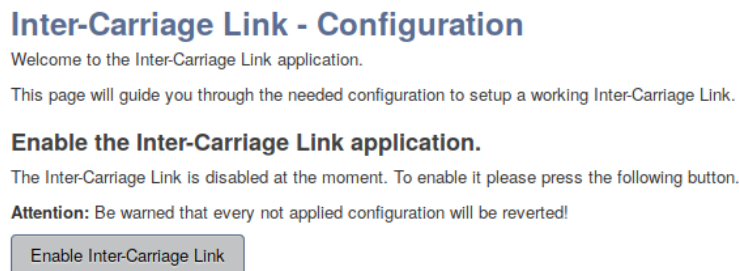 Inter-Carriage Link - Configuration
Welcome to the Inter-Carriage Link application.
This page will guide you through the needed configuration to setup a working Inter-Carriage Link.
Enable the Inter-Carriage Link application.
The Inter-Carriage Link is disabled at the moment. To enable it please press the following button.
Attention: Be warned that every not applied configuration will be reverted!
Enable Inter-Carriage Link